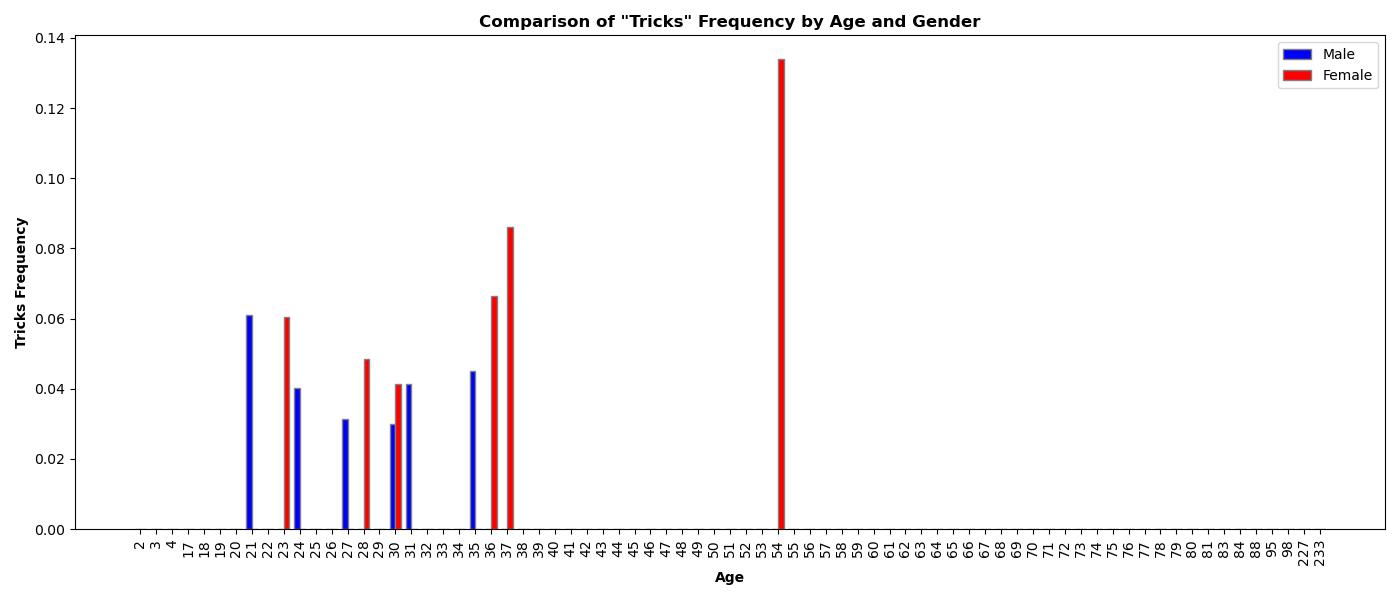 Comparison of "Tricks" Frequency by Age and Gender
Male
Female
Tricks Frequency
0.14
0.12
0.10
0.08
0.06
0.04
0.02
0.00
2 3 4 17 18 19 20 21 22 23 24 25 26 27 28 29 30 31 32 33 34 35 36 37 38 39 40 41 42 43 44 45 46 47 48 49 50 51 52 53 54 55 56 57 58 59 60 61 62 63 64 65 66 67 68 69 70 71 72 73 74 75 76 77 78 79 80 81 83 84 88 95 98 227 233
Age